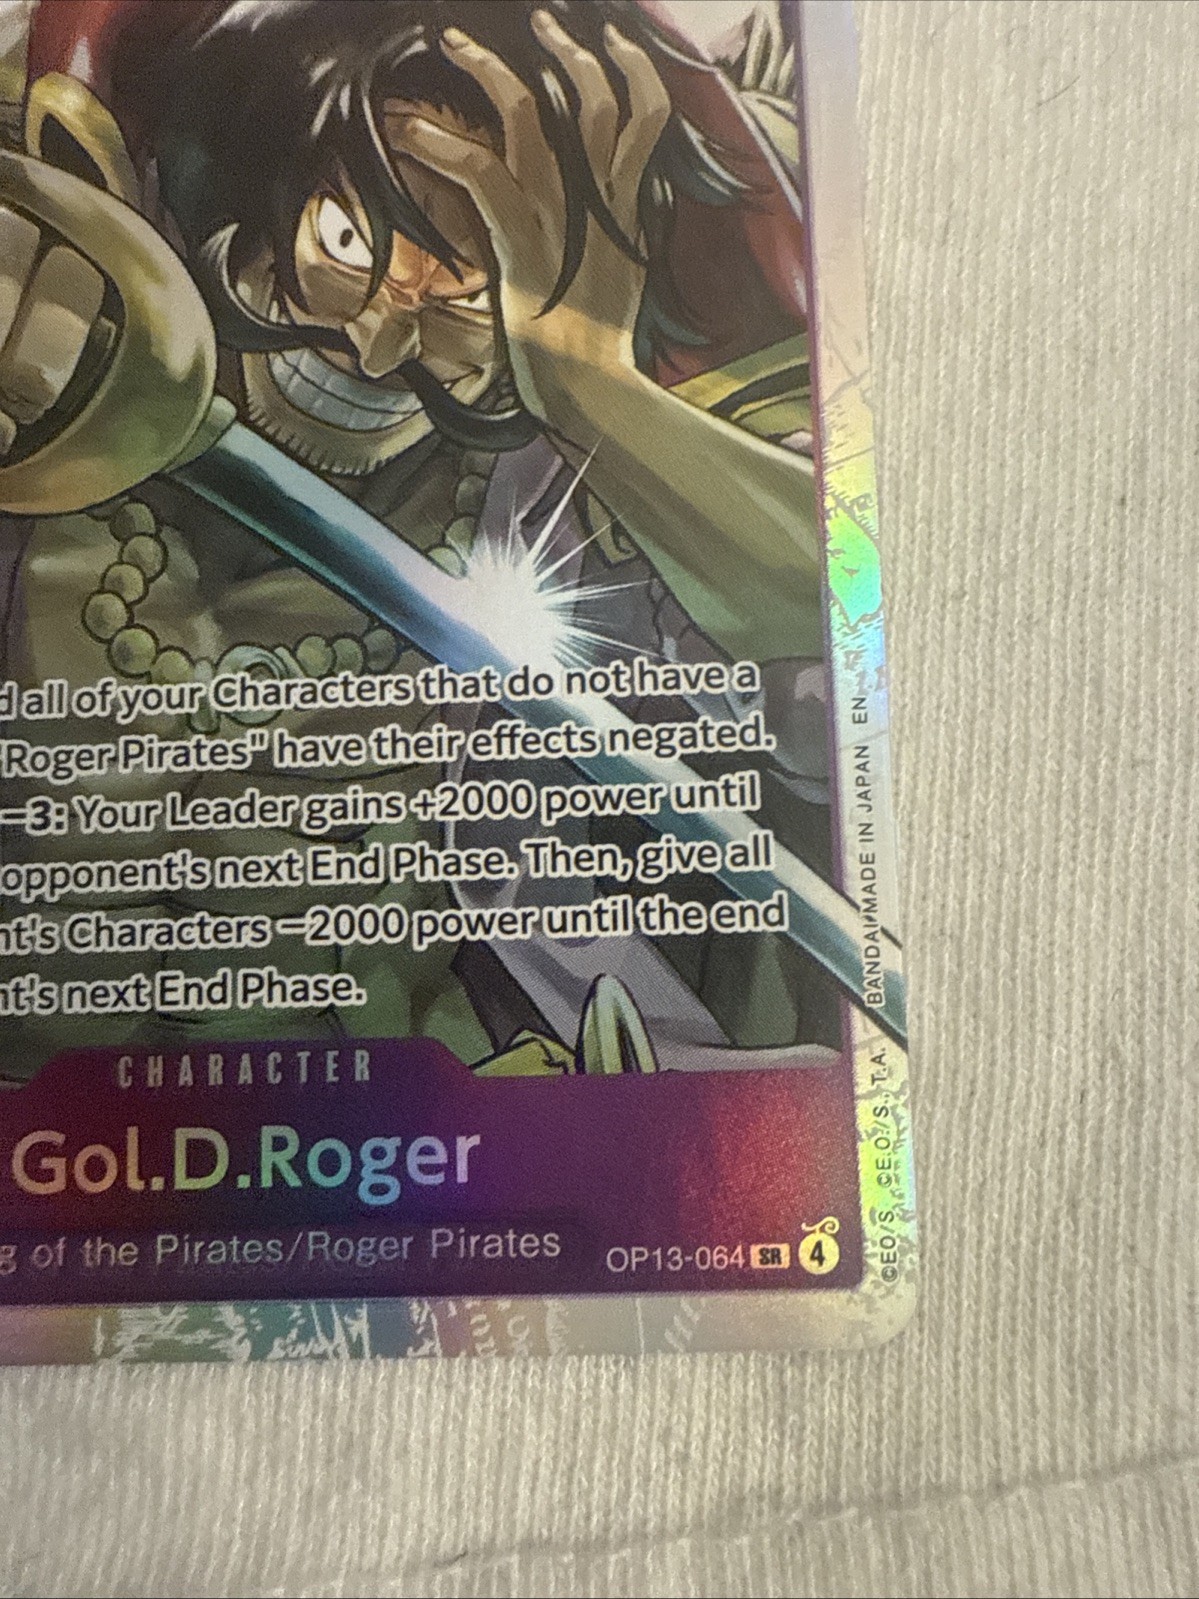 all of your Characters that do not have a
"Roger Pirates" have their effects negated.
−3: Your Leader gains +2000 power until
opponent's next End Phase. Then, give all
nt's Characters −2000 power until the end
nt's next End Phase.
CHARACTER
Gol.D.Roger
g of the Pirates/Roger Pirates
OP13-064 SR 4
©EO/S. ©E.O./S., T.A. BANDAI MADE IN JAPAN EN